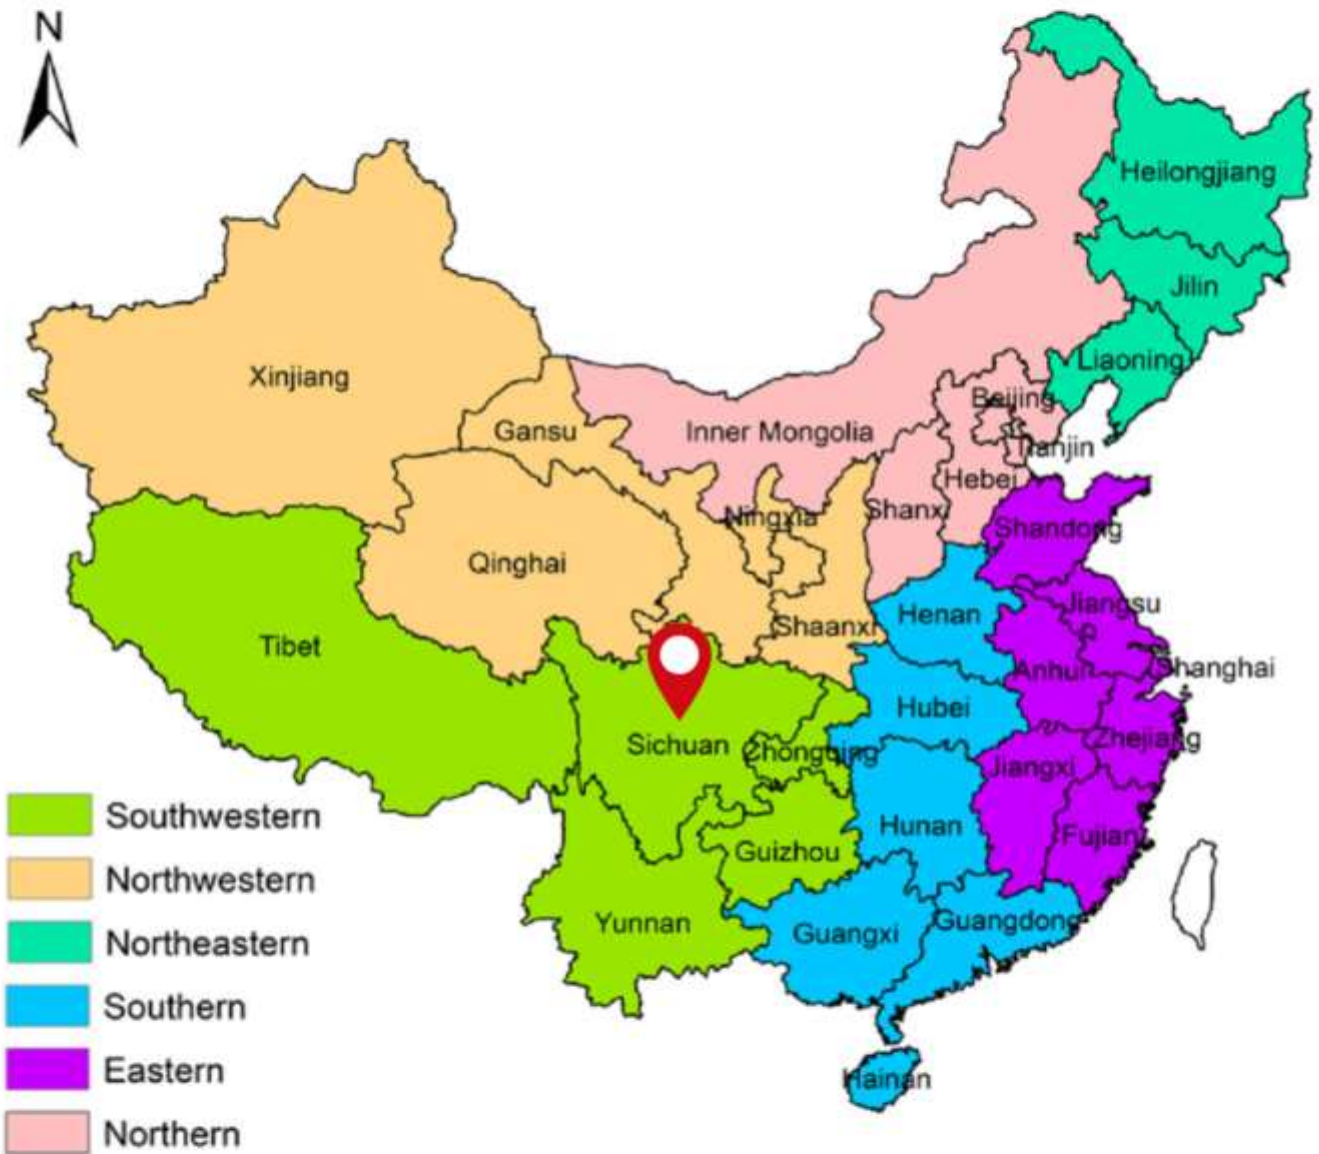 N
Heilongjiang
Jilin
Liaoning
Xinjiang
Gansu
Inner Mongolia
Beijing
Tianjin
Hebei
Shanxi
Ningxia
Shandong
Qinghai
Shaanxi
Henan
Jiangsu
Tibet
Anhui
Shanghai
Hubei
Sichuan
Chongqing
Zhejiang
Jiangxi
Hunan
Fujian
Guizhou
Yunnan
Guangxi
Guangdong
Hainan
Southwestern
Northwestern
Northeastern
Southern
Eastern
Northern